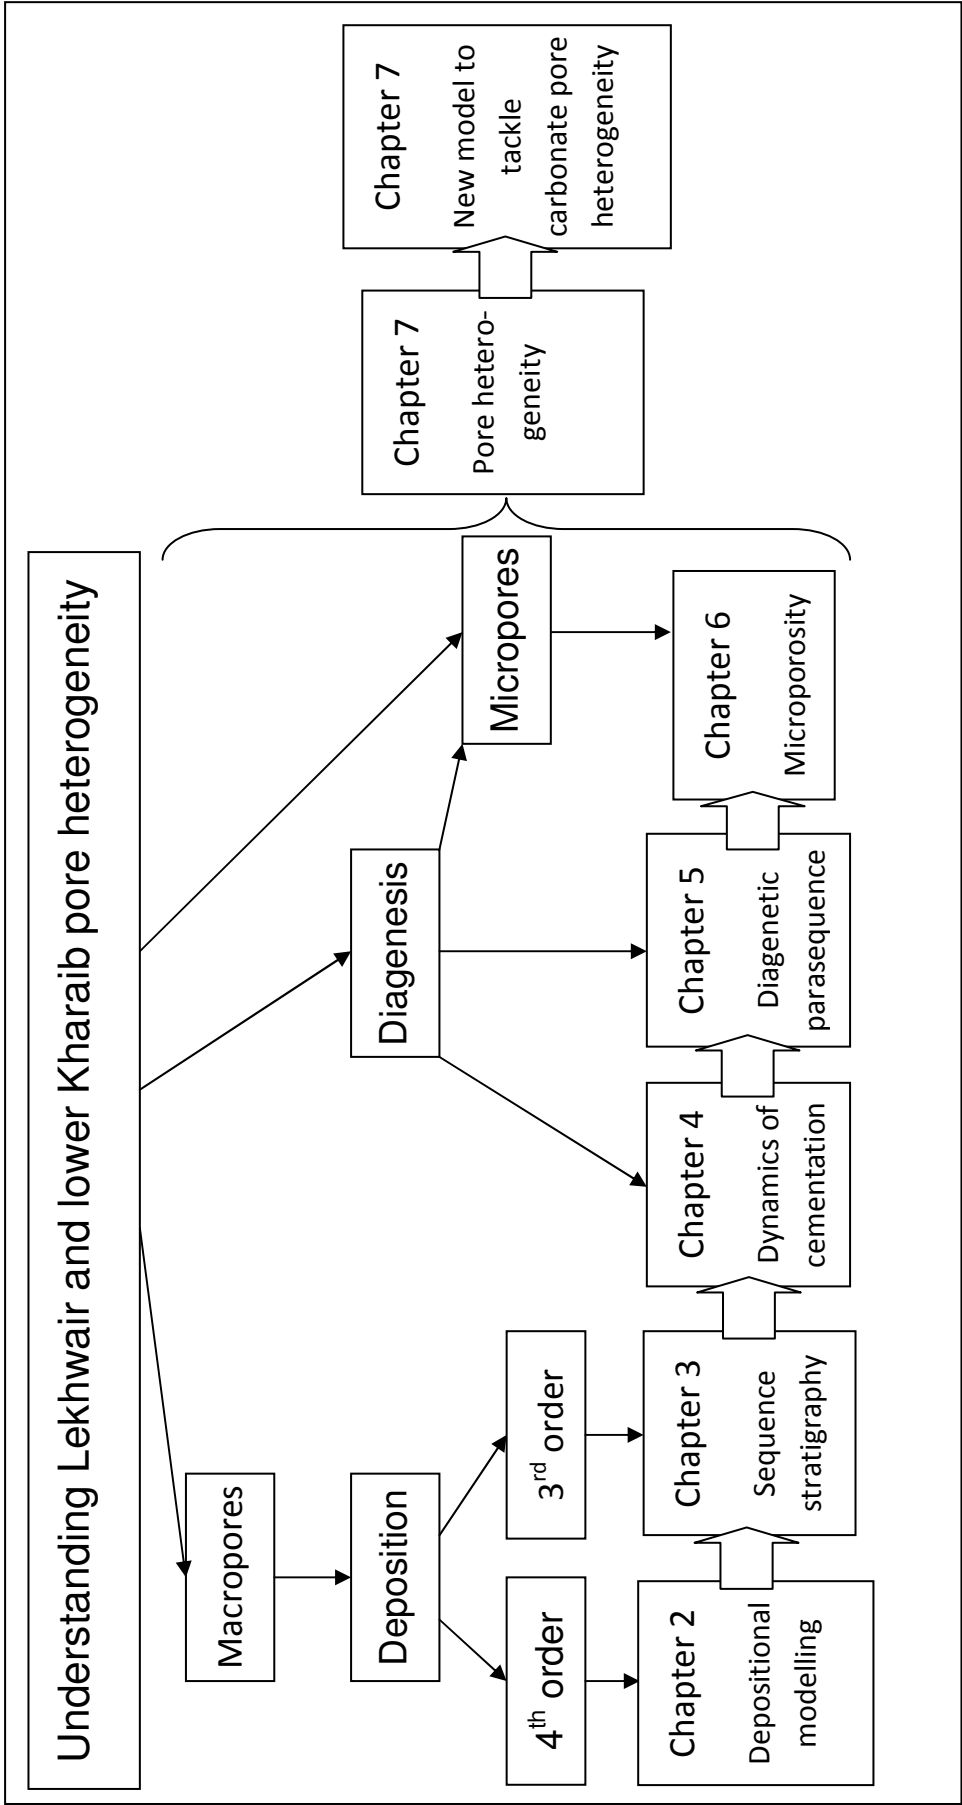 Understanding Lekhwair and lower Kharaib pore heterogeneity
Macropores
Deposition
Diagenesis
Micropores
4th order
3rd order
Chapter 2
Depositional
modelling
Chapter 3
Sequence
stratigraphy
Chapter 4
Dynamics of
cementation
Chapter 5
Diagenetic
parasequence
Chapter 6
Microporosity
Chapter 7
Pore hetero-
geneity
Chapter 7
New model to
tackle
carbonate pore
heterogeneity